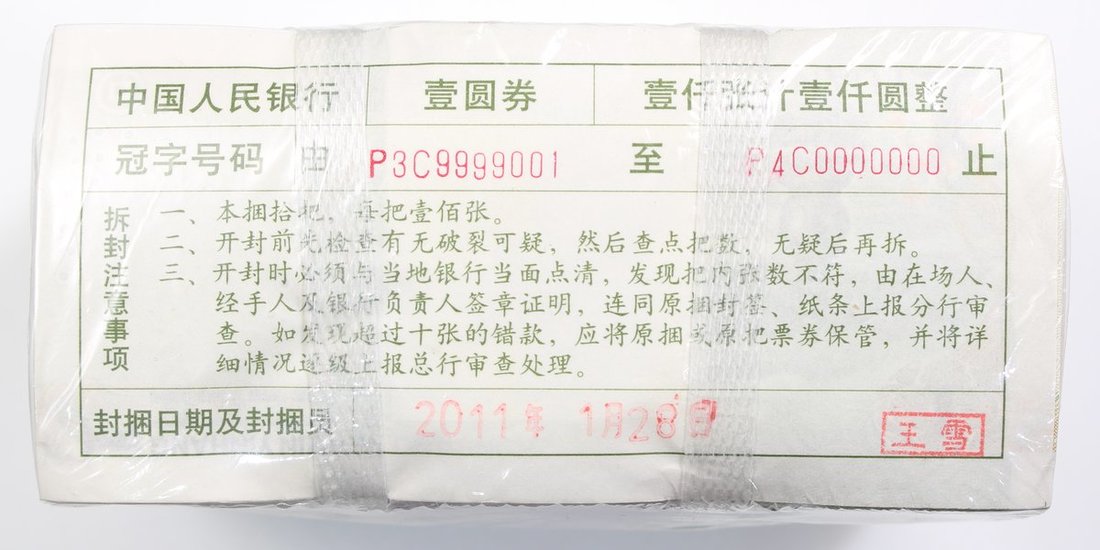 中国人民银行 壹圆券 壹仟张计壹仟圆整
冠字号码 由 P3C9999001 至 P4C0000000 止
拆封注意事项
一、本捆拾把，每把壹佰张。
二、开封前先检查有无破裂可疑，然后查点把数，无疑后再拆。
三、开封时必须与当地银行当面点清，发现把内张数不符，由在场人、
经手人及银行负责人签章证明，连同原捆封签、纸条上报分行审
查。如发现超过十张的错款，应将原捆或原把票券保管，并将详
细情况逐级上报总行审查处理。
封捆日期及封捆员 2011年 1月28日 王雪